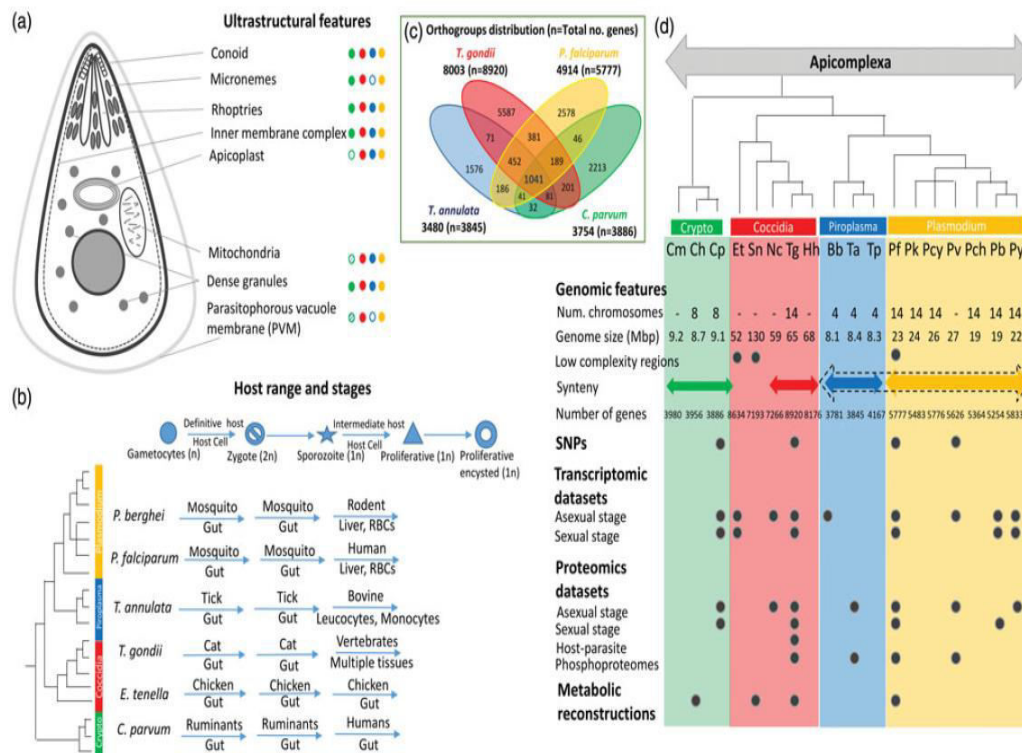 (a)
Ultrastructural features
Conoid
Micronemes
Rhoptries
Inner membrane complex
Apicoplast
Mitochondria
Dense granules
Parasitophorous vacuole
membrane (PVM)
(b)
Host range and stages
Definitive host
Host Cell
Intermediate host
Host Cell
Gametocytes (n)
Zygote (2n)
Sporozoite (1n)
Proliferative (1n)
Proliferative
encysted (1n)
Plasmodium
Piroplasma
Coccidia
Crypto
P. berghei Mosquito Mosquito Rodent
Gut Gut Liver, RBCs
P. falciparum Mosquito Mosquito Human
Gut Gut Liver, RBCs
T. annulata Tick Tick Bovine
Gut Gut Leucocytes, Monocytes
T. gondii Cat Cat Vertebrates
Gut Gut Multiple tissues
E. tenella Chicken Chicken Chicken
Gut Gut Gut
C. parvum Ruminants Ruminants Humans
Gut Gut Gut
(c)
Orthogroups distribution (n=Total no. genes)
T. gondii P. falciparum
8003 (n=8920) 4914 (n=5777)
5587 2578
71 381 46
1576 452 189 2213
1041
186 201
41 81
32
T. annulata C. parvum
3480 (n=3845) 3754 (n=3886)
(d)
Apicomplexa
Crypto Coccidia Piroplasma Plasmodium
Cm Ch Cp Et Sn Nc Tg Hh Bb Ta Tp Pf Pk Pcy Pv Pch Pb Py
Genomic features
Num. chromosomes - 8 8 - - - 14 - 4 4 4 14 14 14 - 14 14 14
Genome size (Mbp) 9.2 8.7 9.1 52 130 59 65 68 8.1 8.4 8.3 23 24 26 27 19 19 22
Low complexity regions
Synteny
Number of genes 3980 3956 3886 8634 7193 7266 8920 8176 3781 3845 4167 5777 5483 5776 5626 5364 5254 5833
SNPs
Transcriptomic
datasets
Asexual stage
Sexual stage
Proteomics
datasets
Asexual stage
Sexual stage
Host-parasite
Phosphoproteomes
Metabolic
reconstructions